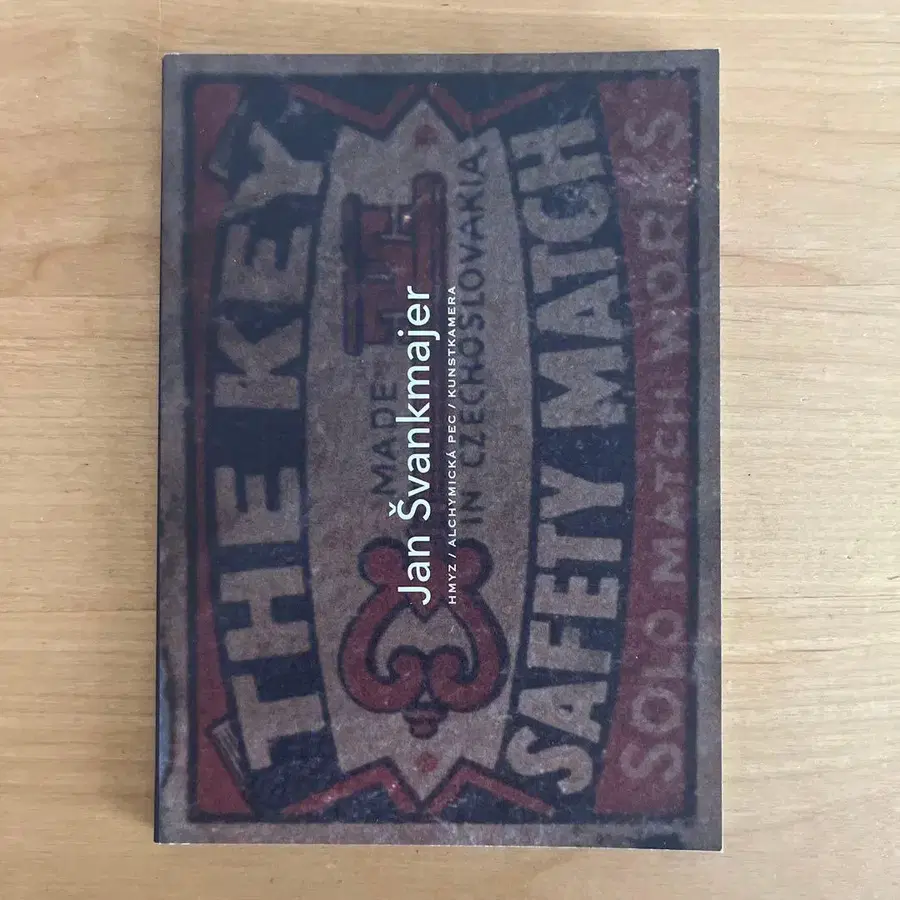 THE KEY
MADE
IN CZECHOSLOVAKIA
SAFETY MATCH
SOLO MATCH WORKS
Jan Švankmajer
HMYZ / ALCHYMICKÁ PEC / KUNSTKAMERA